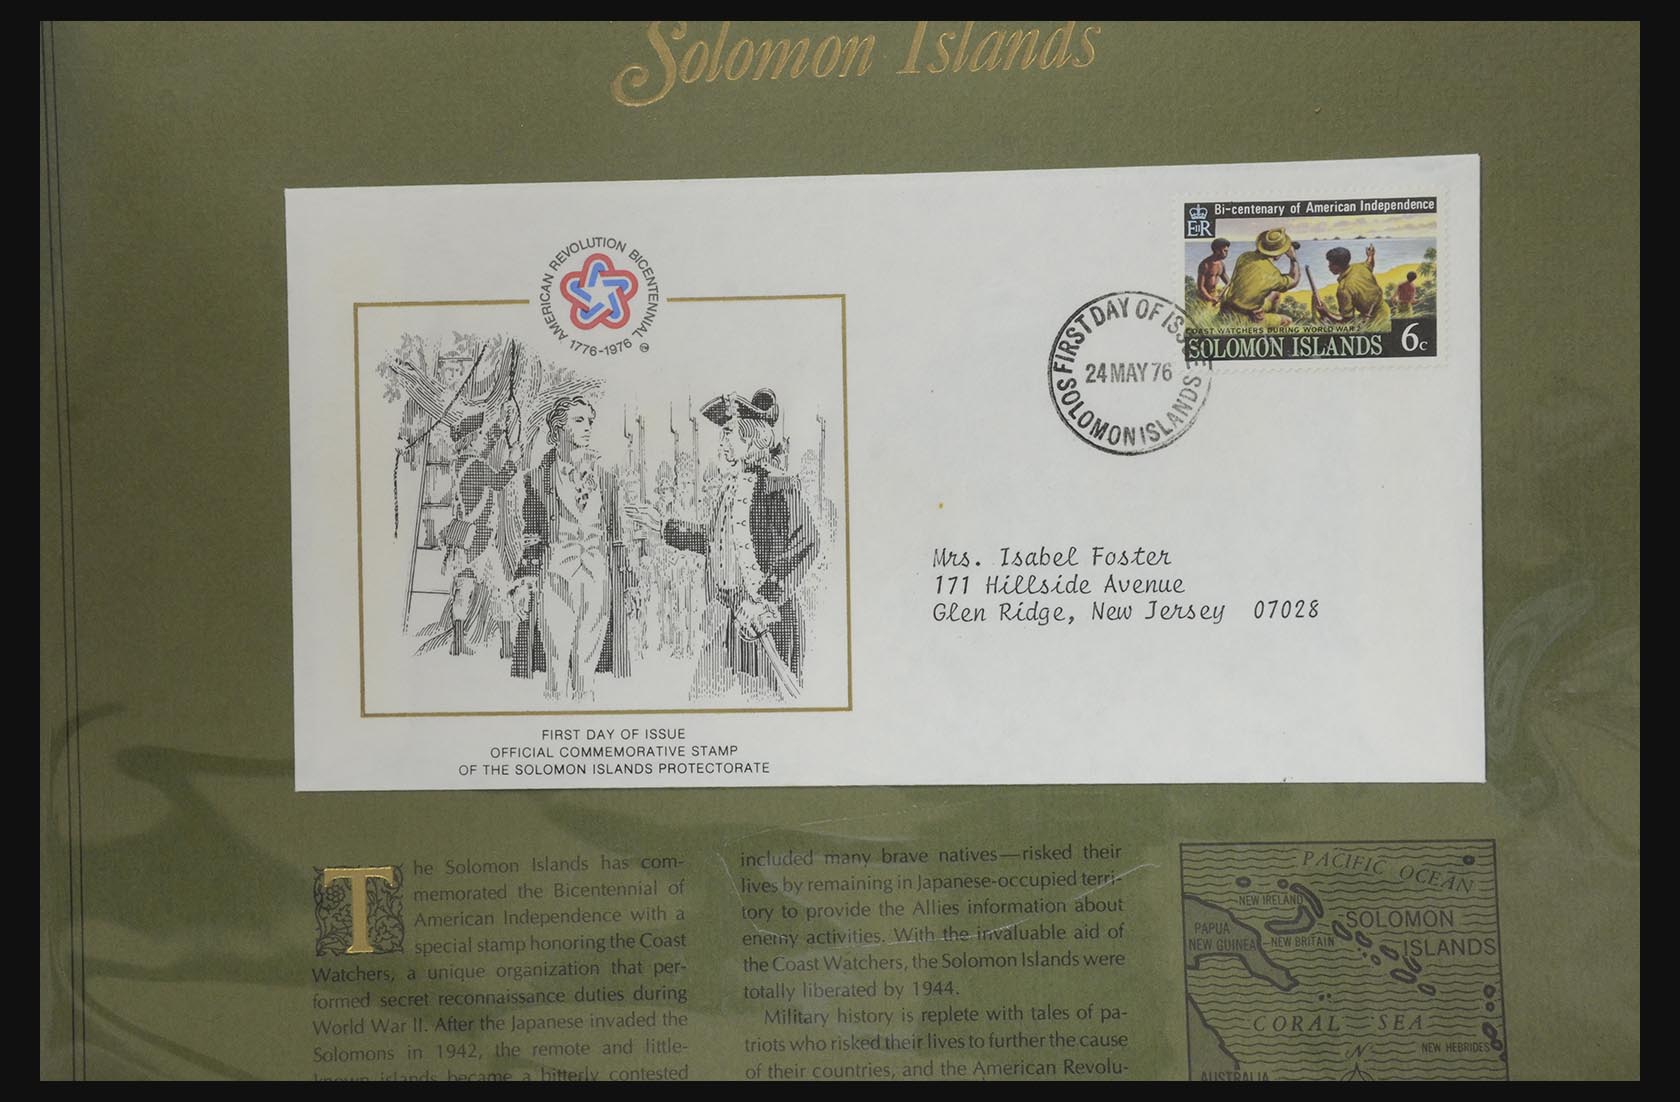 Solomon Islands
AMERICAN REVOLUTION BICENTENNIAL
1776-1976
Bi-centenary of American Independence
EIIR
COAST WATCHERS DURING WORLD WAR 2
SOLOMON ISLANDS 6c
FIRST DAY OF ISSUE
24 MAY 76
SOLOMON ISLANDS
Mrs. Isabel Foster
171 Hillside Avenue
Glen Ridge, New Jersey 07028
FIRST DAY OF ISSUE
OFFICIAL COMMEMORATIVE STAMP
OF THE SOLOMON ISLANDS PROTECTORATE
The Solomon Islands has com-
memorated the Bicentennial of
American Independence with a
special stamp honoring the Coast
Watchers, a unique organization that per-
formed secret reconnaissance duties during
World War II. After the Japanese invaded the
Solomons in 1942, the remote and little-
known islands became a bitterly contested
included many brave natives—risked their
lives by remaining in Japanese-occupied terri-
tory to provide the Allies information about
enemy activities. With the invaluable aid of
the Coast Watchers, the Solomon Islands were
totally liberated by 1944.
Military history is replete with tales of pa-
triots who risked their lives to further the cause
of their countries, and the American Revolu-
PACIFIC OCEAN
NEW IRELAND
SOLOMON
ISLANDS
PAPUA
NEW GUINEA
NEW BRITAIN
CORAL SEA
NEW HEBRIDES
N
AUSTRALIA